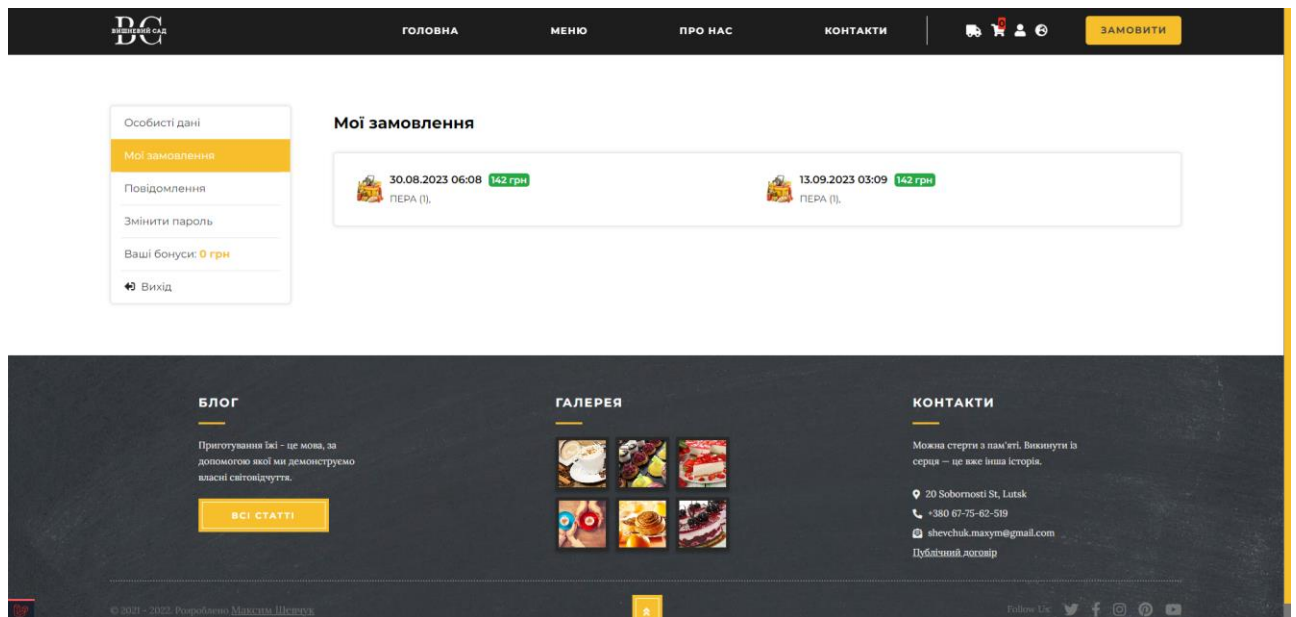 ВС
ВИШНЕВИЙ САД
ГОЛОВНА
МЕНЮ
ПРО НАС
КОНТАКТИ
0
ЗАМОВИТИ
Особисті дані
Мої замовлення
Повідомлення
Змінити пароль
Ваші бонуси: 0 грн
Вихід
Мої замовлення
30.08.2023 06:08 142 грн
ПЕРА (1),
13.09.2023 03:09 142 грн
ПЕРА (1),
БЛОГ
Приготування їжі - це мова, за
допомогою якої ми демонструємо
власні світовідчуття.
ВСІ СТАТТІ
ГАЛЕРЕЯ
КОНТАКТИ
Можна стерти з пам'яті. Викинути із
серця — це вже інша історія.
20 Sobornosti St, Lutsk
+380 67-75-62-519
shevchuk.maxym@gmail.com
Публічний договір
© 2021 - 2022. Розроблено Максим Шевчук
Follow Us: